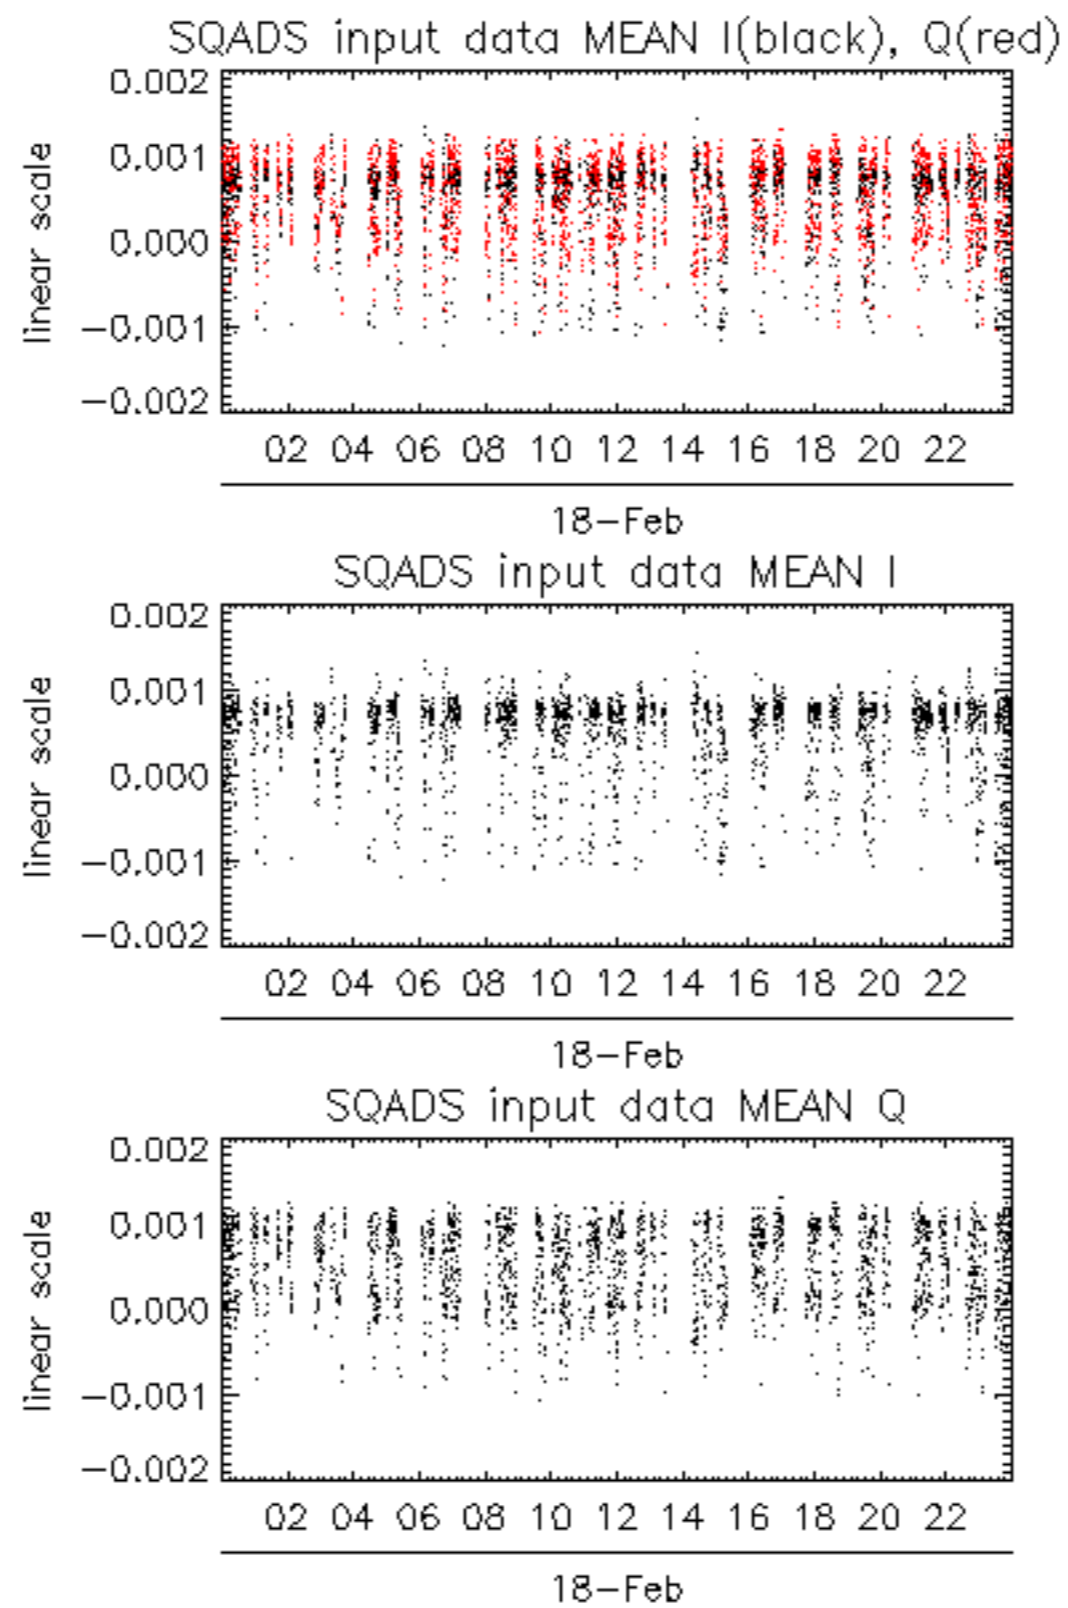 SQADS input data MEAN I(black), Q(red)
0.002
0.001
0.000
−0.001
−0.002
linear scale
02 04 06 08 10 12 14 16 18 20 22
18−Feb
SQADS input data MEAN I
0.002
0.001
0.000
−0.001
−0.002
linear scale
02 04 06 08 10 12 14 16 18 20 22
18−Feb
SQADS input data MEAN Q
0.002
0.001
0.000
−0.001
−0.002
linear scale
02 04 06 08 10 12 14 16 18 20 22
18−Feb